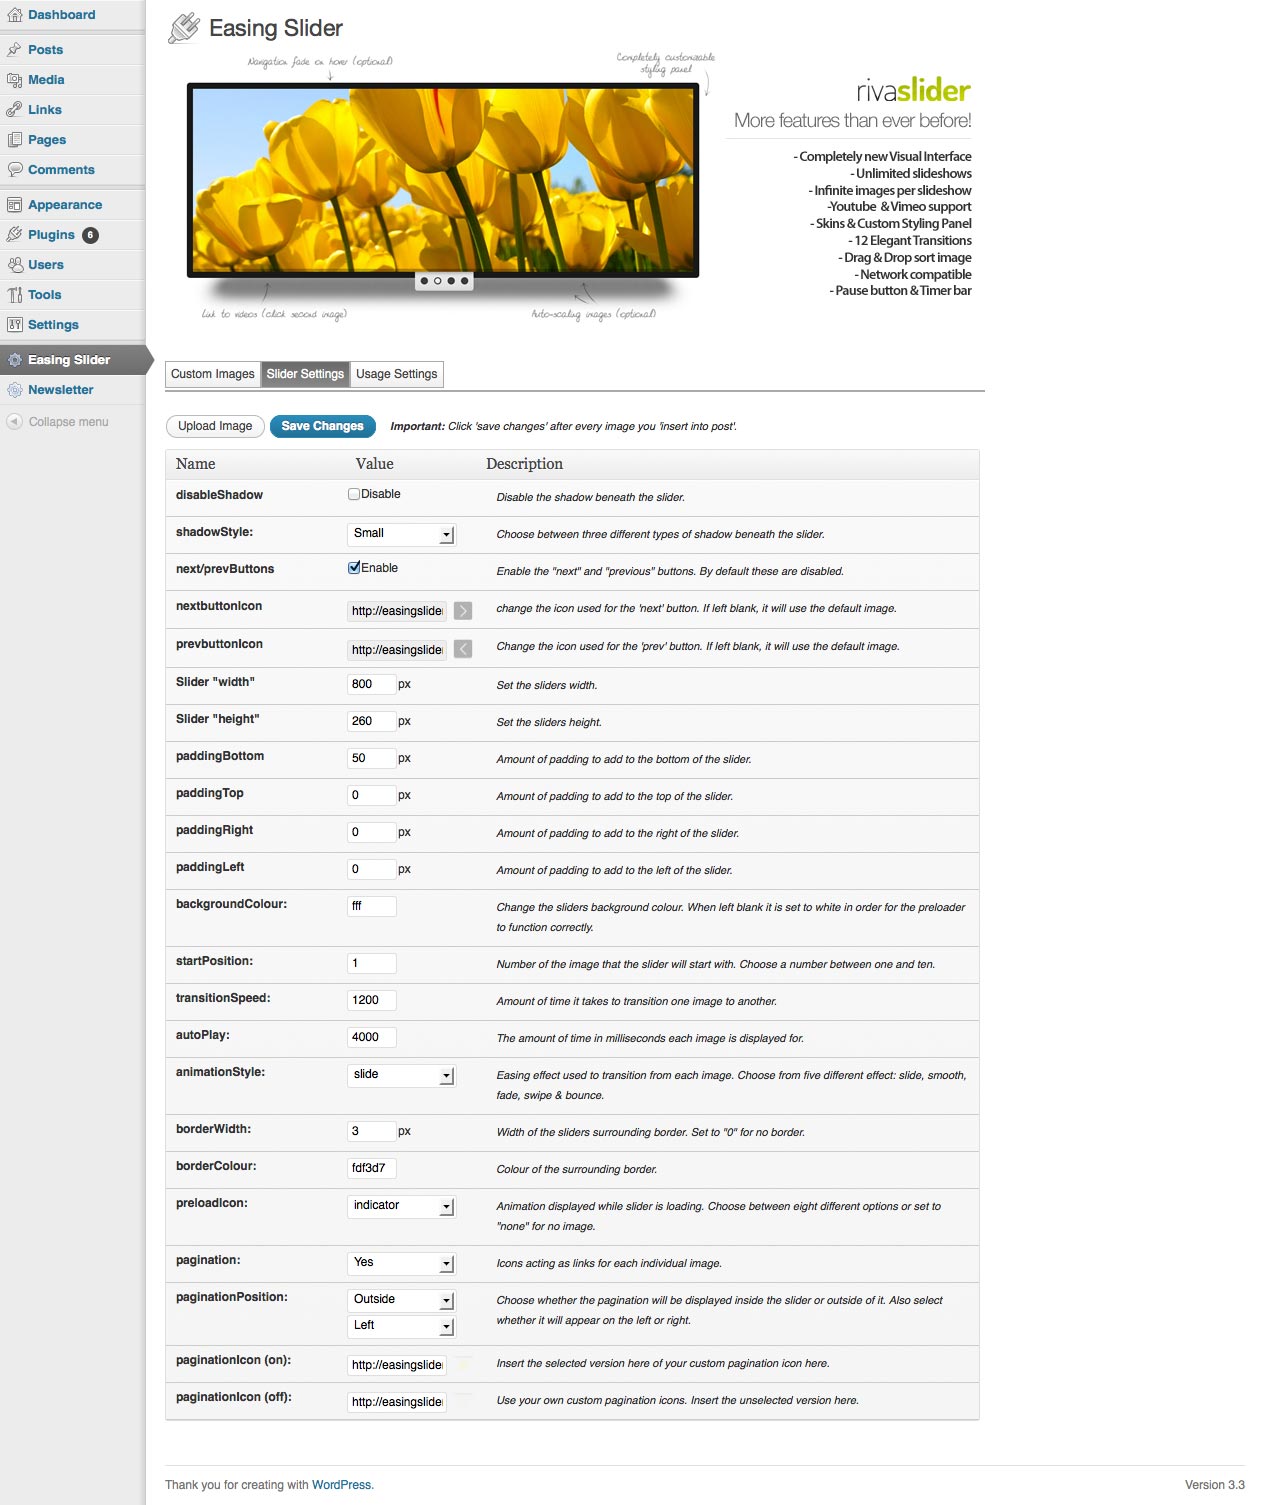 Dashboard
Posts
Media
Links
Pages
Comments
Appearance
Plugins 6
Users
Tools
Settings
Easing Slider
Newsletter
Collapse menu
Easing Slider
Navigation fade on hover (optional)
Completely customizable
styling panel
Link to videos (click second image)
Auto-scaling images (optional)
rivaslider
More features than ever before!
- Completely new Visual Interface
- Unlimited slideshows
- Infinite images per slideshow
-Youtube & Vimeo support
- Skins & Custom Styling Panel
- 12 Elegant Transitions
- Drag & Drop sort image
- Network compatible
- Pause button & Timer bar
Custom Images Slider Settings Usage Settings
Upload Image Save Changes Important: Click 'save changes' after every image you 'insert into post'.
Name Value Description
disableShadow Disable Disable the shadow beneath the slider.
shadowStyle: Small Choose between three different types of shadow beneath the slider.
next/prevButtons Enable Enable the "next" and "previous" buttons. By default these are disabled.
nextbuttonIcon http://easingslider change the icon used for the 'next' button. If left blank, it will use the default image.
prevbuttonIcon http://easingslider Change the icon used for the 'prev' button. If left blank, it will use the default image.
Slider "width" 800 px Set the sliders width.
Slider "height" 260 px Set the sliders height.
paddingBottom 50 px Amount of padding to add to the bottom of the slider.
paddingTop 0 px Amount of padding to add to the top of the slider.
paddingRight 0 px Amount of padding to add to the right of the slider.
paddingLeft 0 px Amount of padding to add to the left of the slider.
backgroundColour: fff Change the sliders background colour. When left blank it is set to white in order for the preloader
to function correctly.
startPosition: 1 Number of the image that the slider will start with. Choose a number between one and ten.
transitionSpeed: 1200 Amount of time it takes to transition one image to another.
autoPlay: 4000 The amount of time in milliseconds each image is displayed for.
animationStyle: slide Easing effect used to transition from each image. Choose from five different effect: slide, smooth,
fade, swipe & bounce.
borderWidth: 3 px Width of the sliders surrounding border. Set to "0" for no border.
borderColour: fdf3d7 Colour of the surrounding border.
preloadIcon: indicator Animation displayed while slider is loading. Choose between eight different options or set to
"none" for no image.
pagination: Yes Icons acting as links for each individual image.
paginationPosition: Outside Choose whether the pagination will be displayed inside the slider or outside of it. Also select
Left whether it will appear on the left or right.
paginationIcon (on): http://easingslider Insert the selected version here of your custom pagination icon here.
paginationIcon (off): http://easingslider Use your own custom pagination icons. Insert the unselected version here.
Thank you for creating with WordPress. Version 3.3